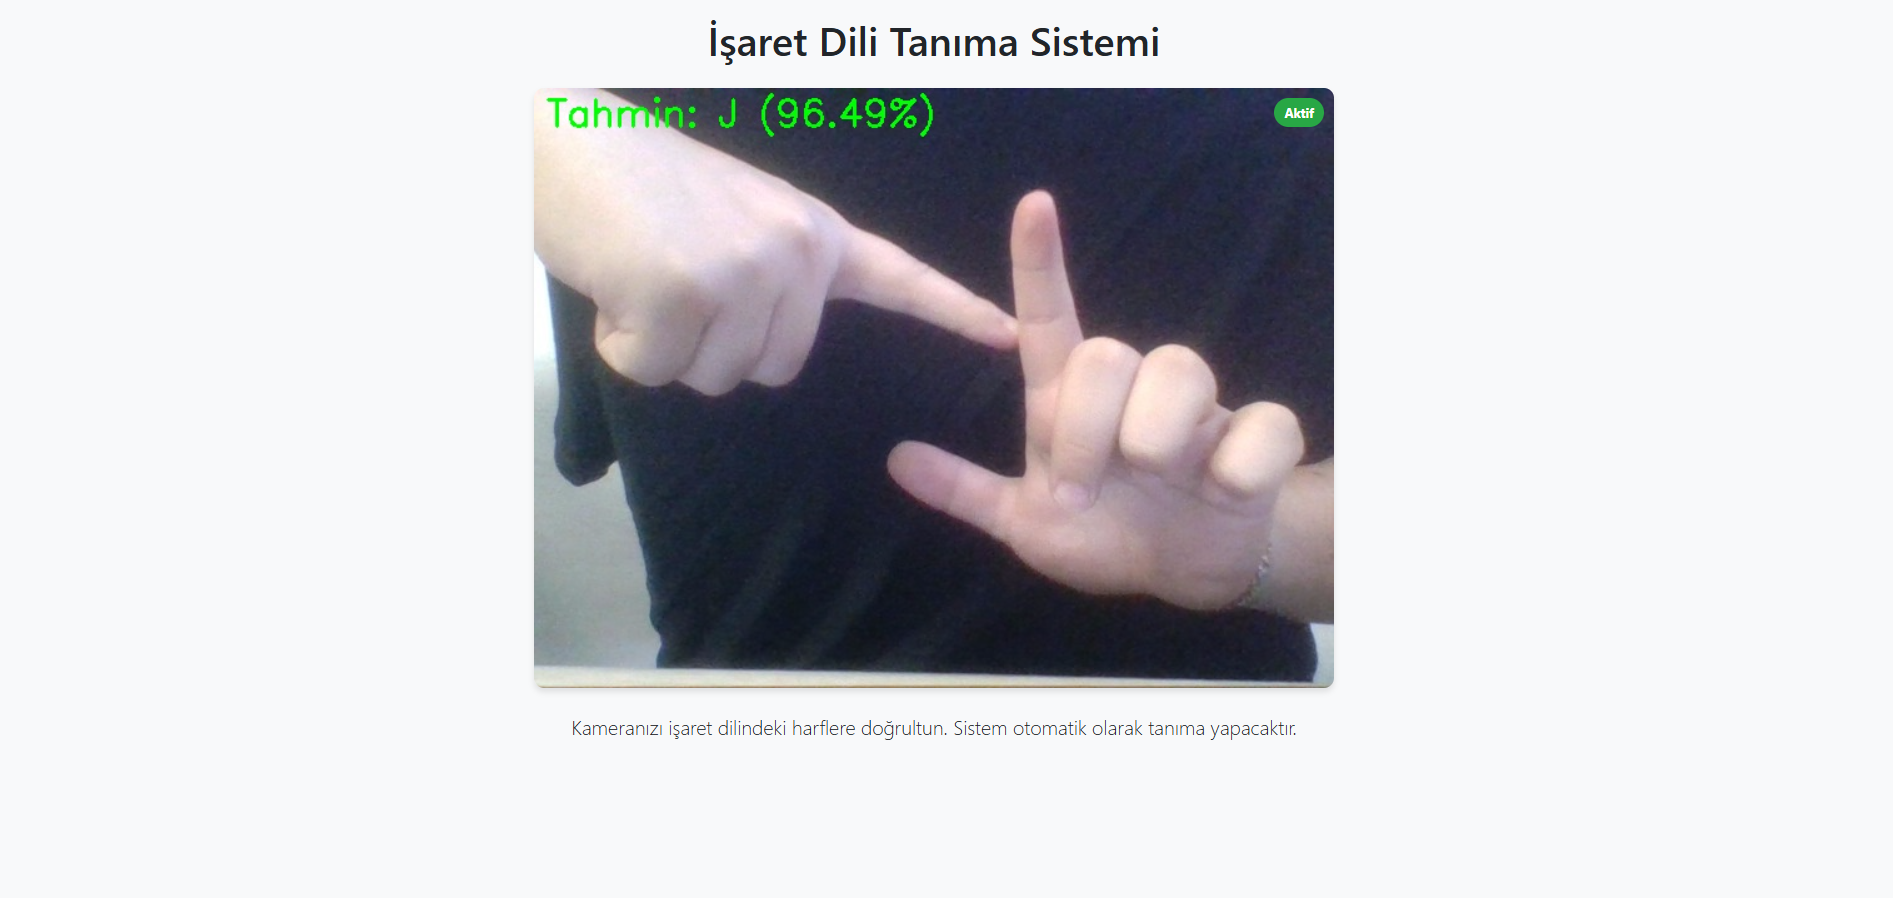 İşaret Dili Tanıma Sistemi
Tahmin: J (96.49%)
Aktif
Kameranızı işaret dilindeki harflere doğrultun. Sistem otomatik olarak tanıma yapacaktır.